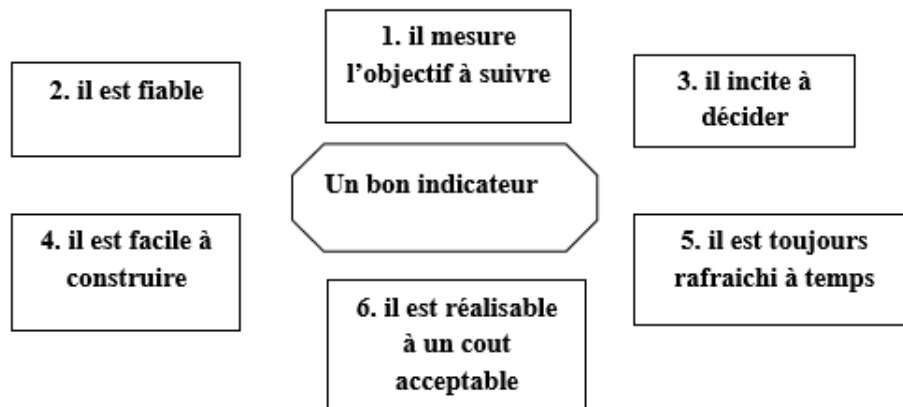 1. il mesure
l’objectif à suivre
2. il est fiable
3. il incite à
décider
Un bon indicateur
4. il est facile à
construire
5. il est toujours
rafraichi à temps
6. il est réalisable
à un cout
acceptable